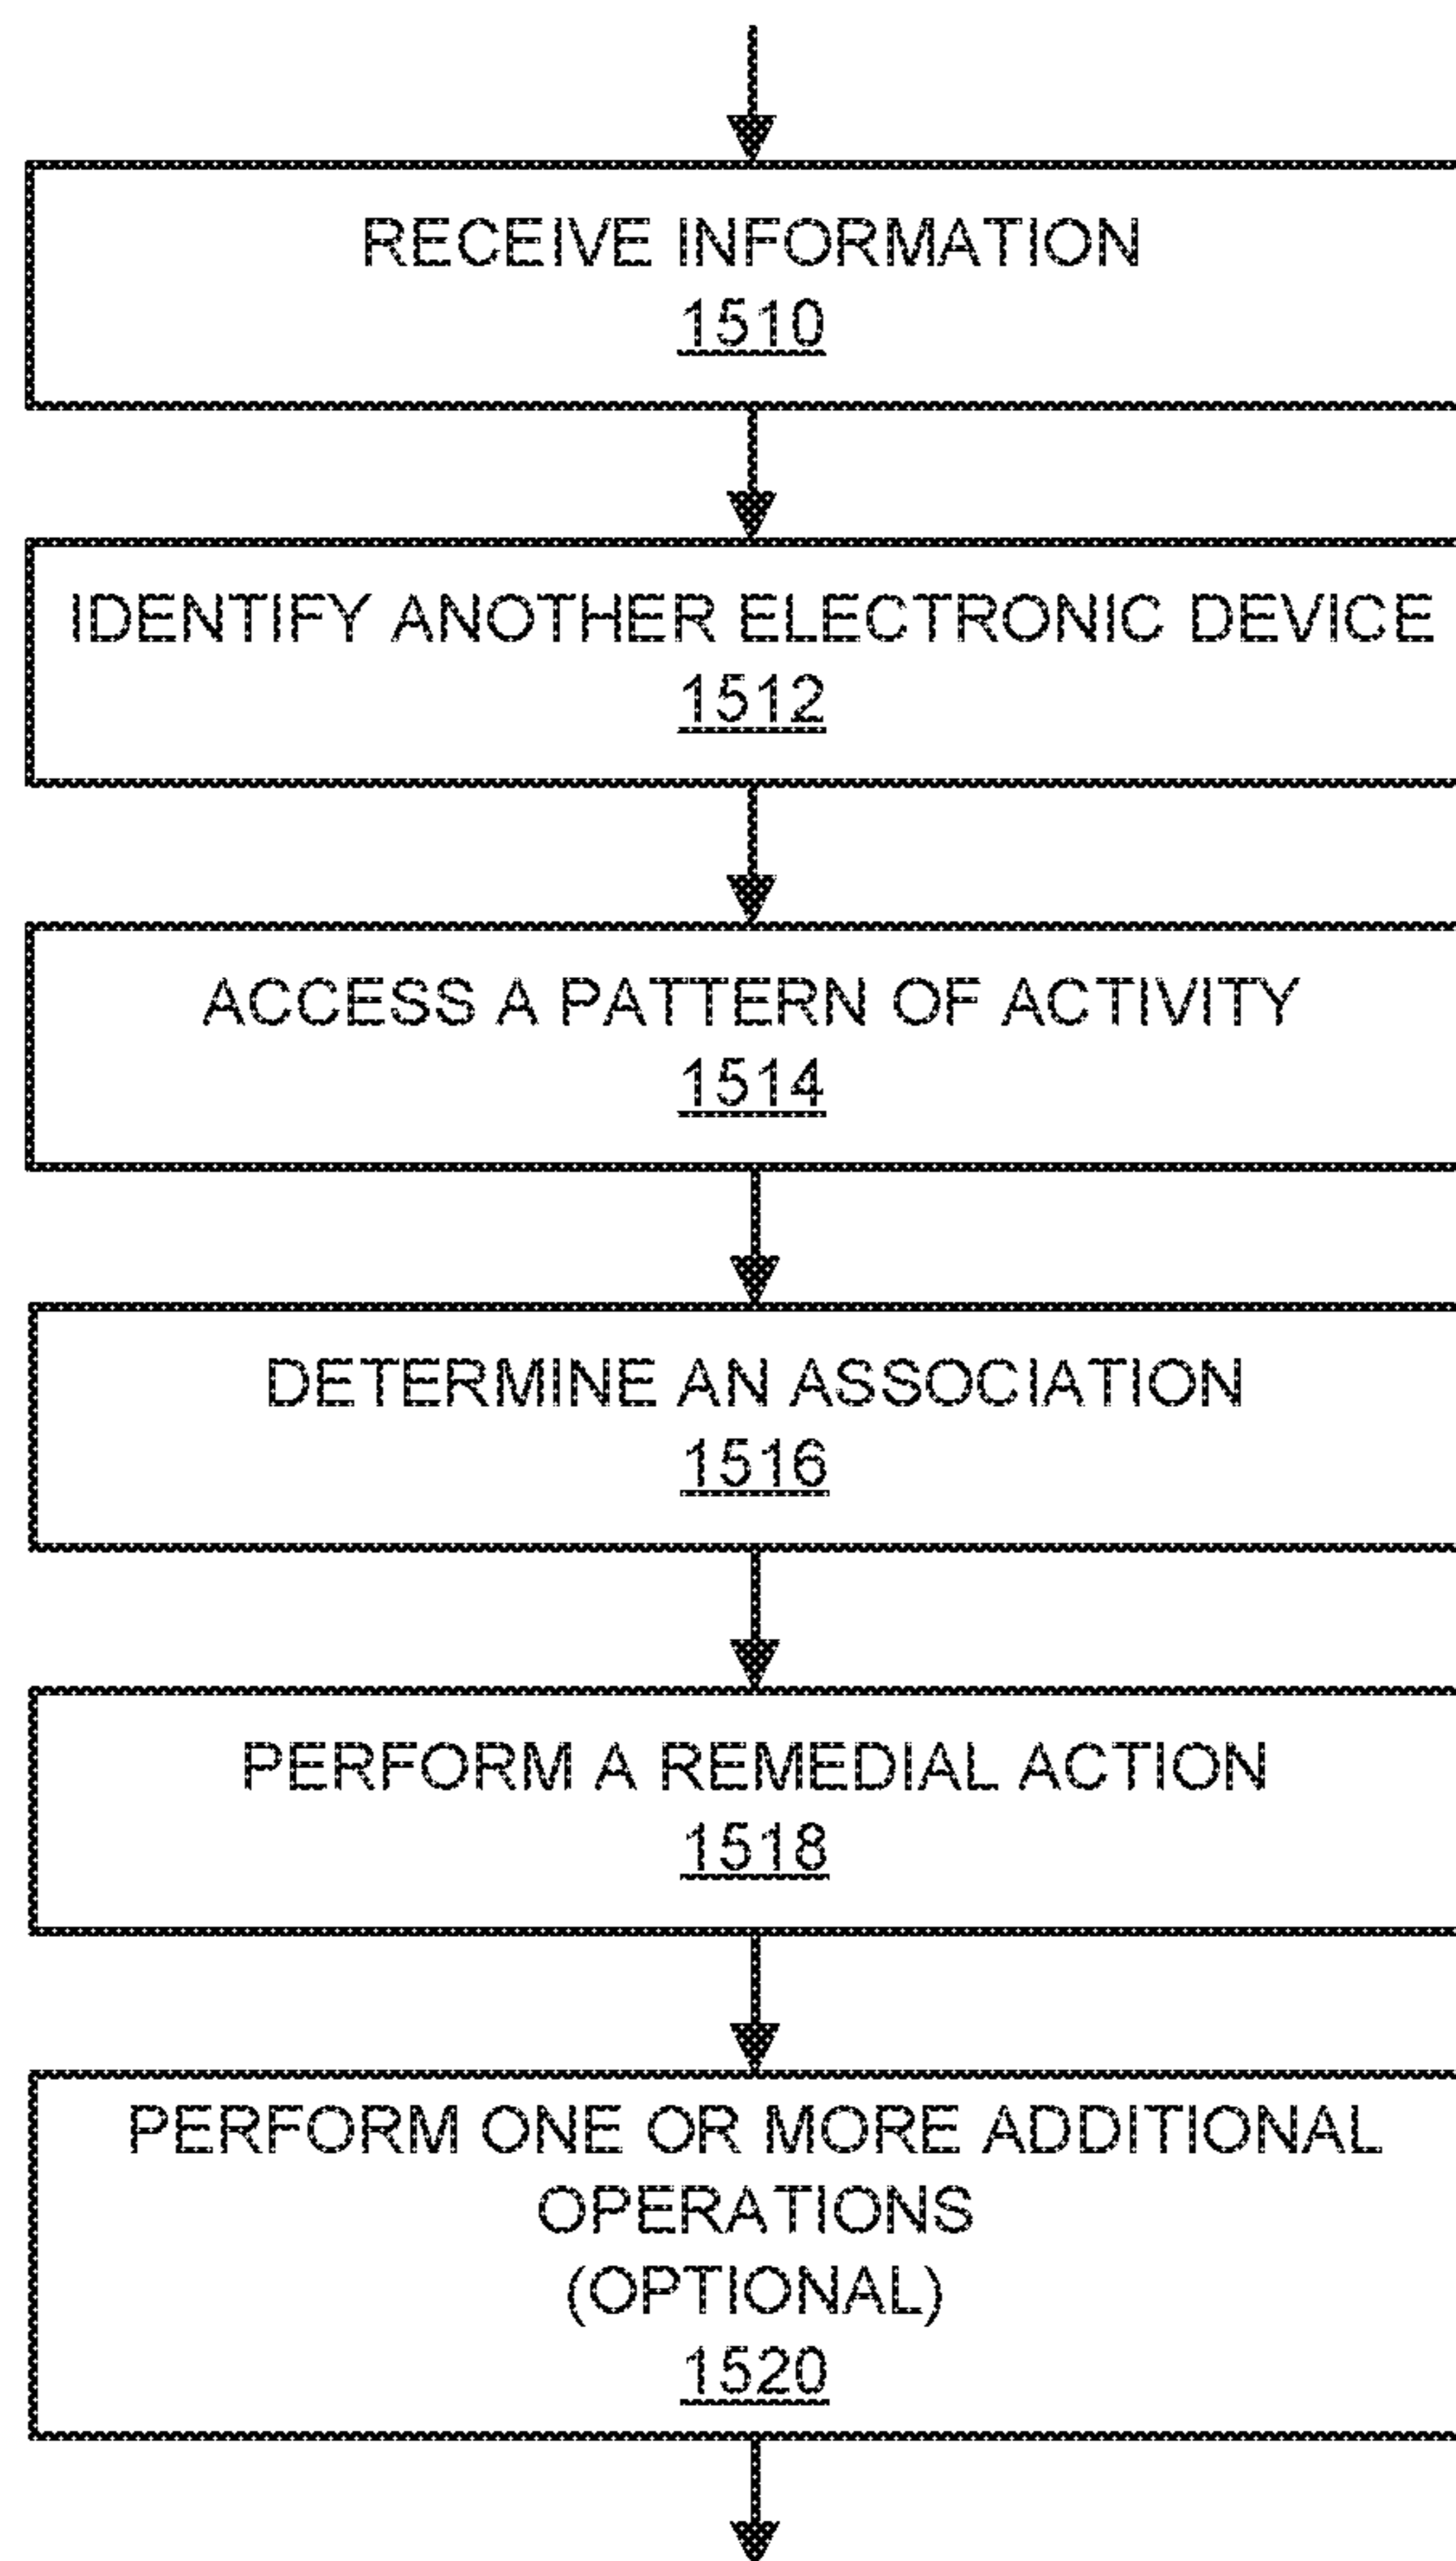 RECEIVE INFORMATION
1510
IDENTIFY ANOTHER ELECTRONIC DEVICE
1512
ACCESS A PATTERN OF ACTIVITY
1514
DETERMINE AN ASSOCIATION
1516
PERFORM A REMEDIAL ACTION
1518
PERFORM ONE OR MORE ADDITIONAL
OPERATIONS
(OPTIONAL)
1520